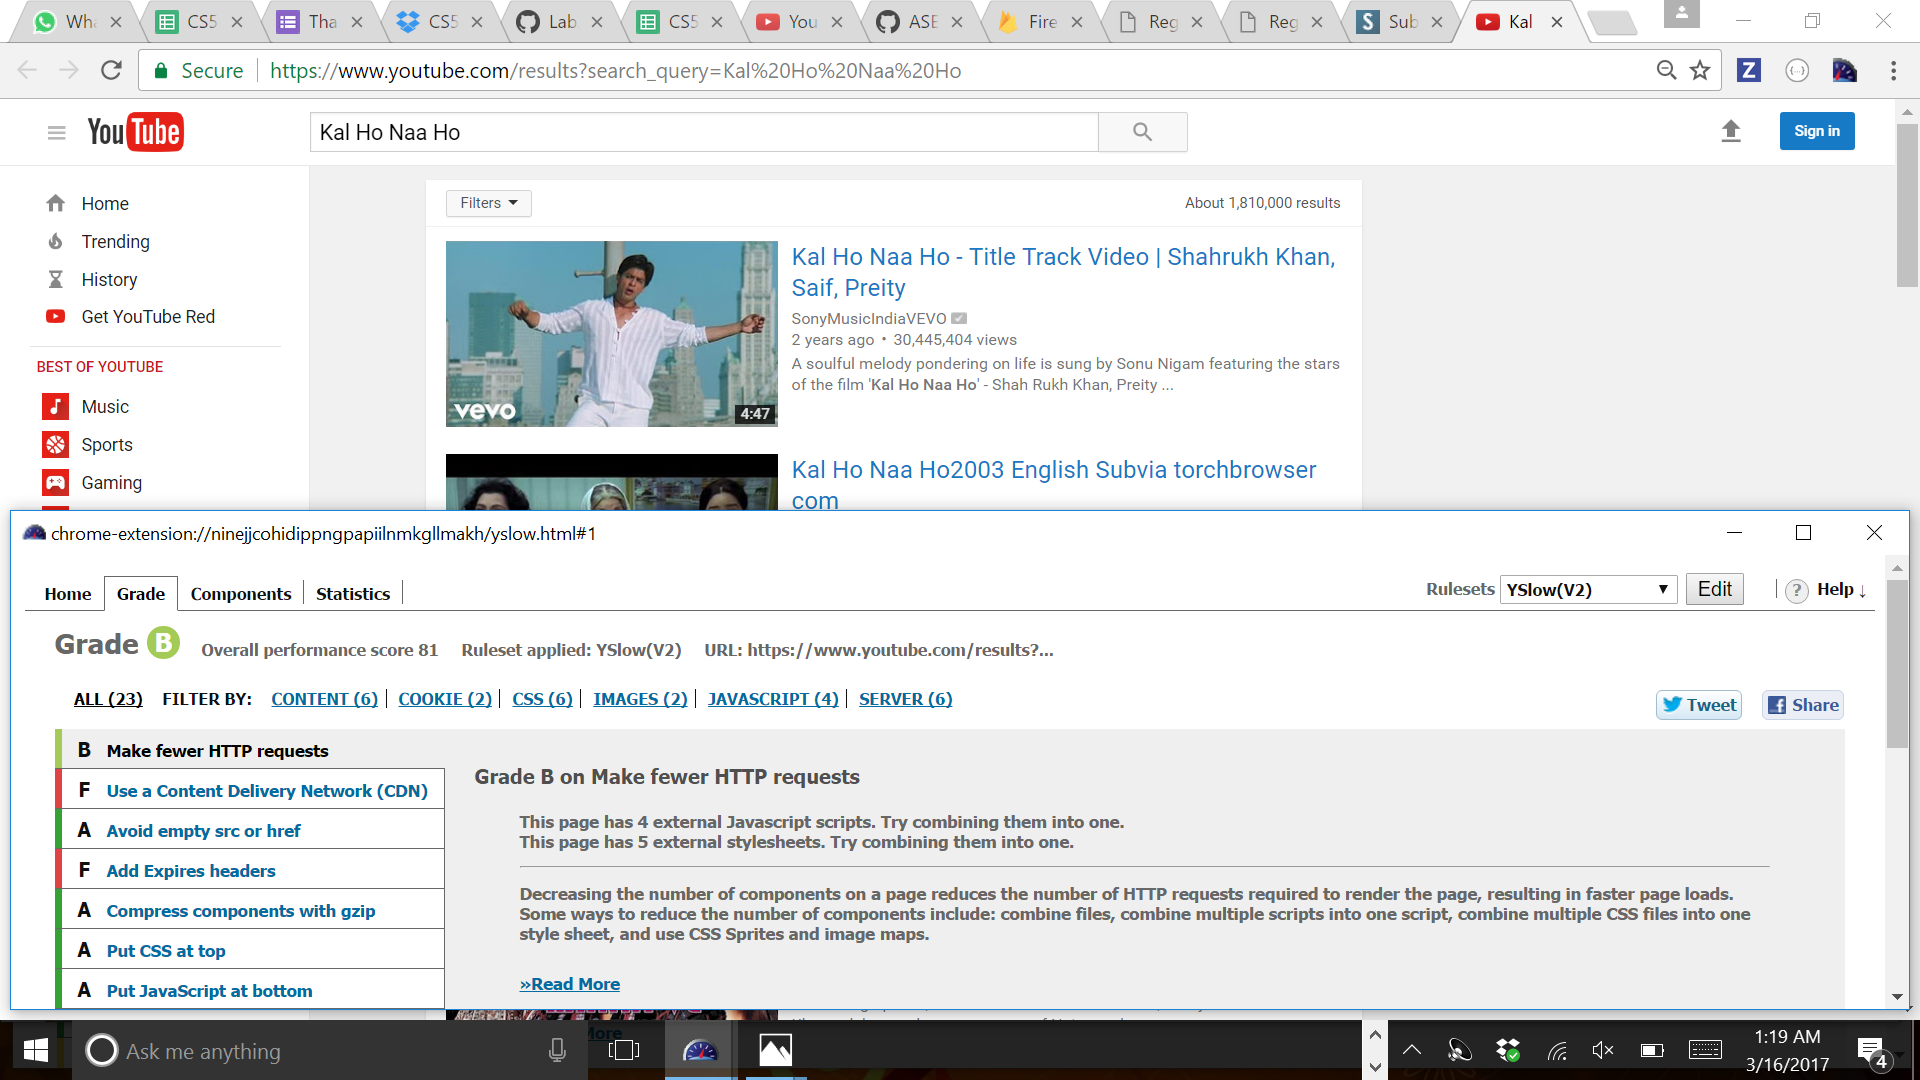 Wha
CS5
Tha
CS5
Lab
CS5
You
ASE
Fire
Reg
Reg
Sub
Kal
Secure
https://www.youtube.com/results?search_query=Kal%20Ho%20Naa%20Ho
YouTube
Kal Ho Naa Ho
Sign in
Home
Trending
History
Get YouTube Red
BEST OF YOUTUBE
Music
Sports
Gaming
Filters
About 1,810,000 results
vevo
4:47
Kal Ho Naa Ho - Title Track Video | Shahrukh Khan,
Saif, Preity
SonyMusicIndiaVEVO
2 years ago • 30,445,404 views
A soulful melody pondering on life is sung by Sonu Nigam featuring the stars
of the film 'Kal Ho Naa Ho' - Shah Rukh Khan, Preity ...
Kal Ho Naa Ho2003 English Subvia torchbrowser
com
chrome-extension://ninejjcohidippngpapiilnmkgllmakh/yslow.html#1
Home
Grade
Components
Statistics
Rulesets
YSlow(V2)
Edit
? Help ↓
Grade B
Overall performance score 81
Ruleset applied: YSlow(V2)
URL: https://www.youtube.com/results?...
ALL (23) FILTER BY: CONTENT (6) | COOKIE (2) | CSS (6) | IMAGES (2) | JAVASCRIPT (4) | SERVER (6)
Tweet
Share
B Make fewer HTTP requests
F Use a Content Delivery Network (CDN)
A Avoid empty src or href
F Add Expires headers
A Compress components with gzip
A Put CSS at top
A Put JavaScript at bottom
Grade B on Make fewer HTTP requests
This page has 4 external Javascript scripts. Try combining them into one.
This page has 5 external stylesheets. Try combining them into one.
Decreasing the number of components on a page reduces the number of HTTP requests required to render the page, resulting in faster page loads.
Some ways to reduce the number of components include: combine files, combine multiple scripts into one script, combine multiple CSS files into one
style sheet, and use CSS Sprites and image maps.
»Read More
More
Ask me anything
1:19 AM
3/16/2017
4